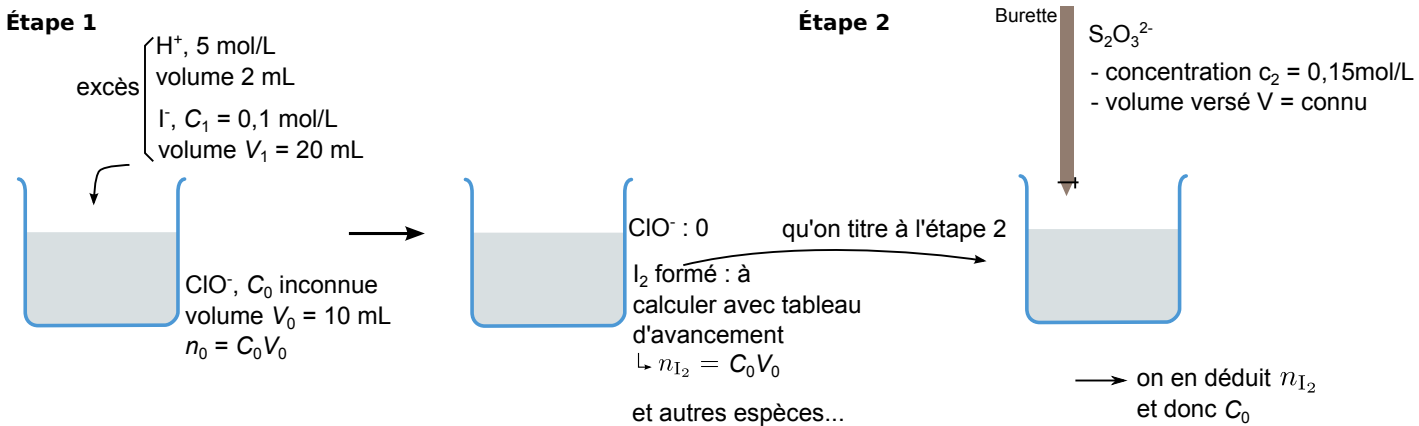 Étape 1
H⁺, 5 mol/L
volume 2 mL
excès
I⁻, C₁ = 0,1 mol/L
volume V₁ = 20 mL
ClO⁻, C₀ inconnue
volume V₀ = 10 mL
n₀ = C₀V₀
ClO⁻ : 0
I₂ formé : à
calculer avec tableau
d'avancement
↳ n_I₂ = C₀V₀
et autres espèces...
qu'on titre à l'étape 2
Étape 2
Burette
S₂O₃²⁻
- concentration c₂ = 0,15mol/L
- volume versé V = connu
on en déduit n_I₂
et donc C₀